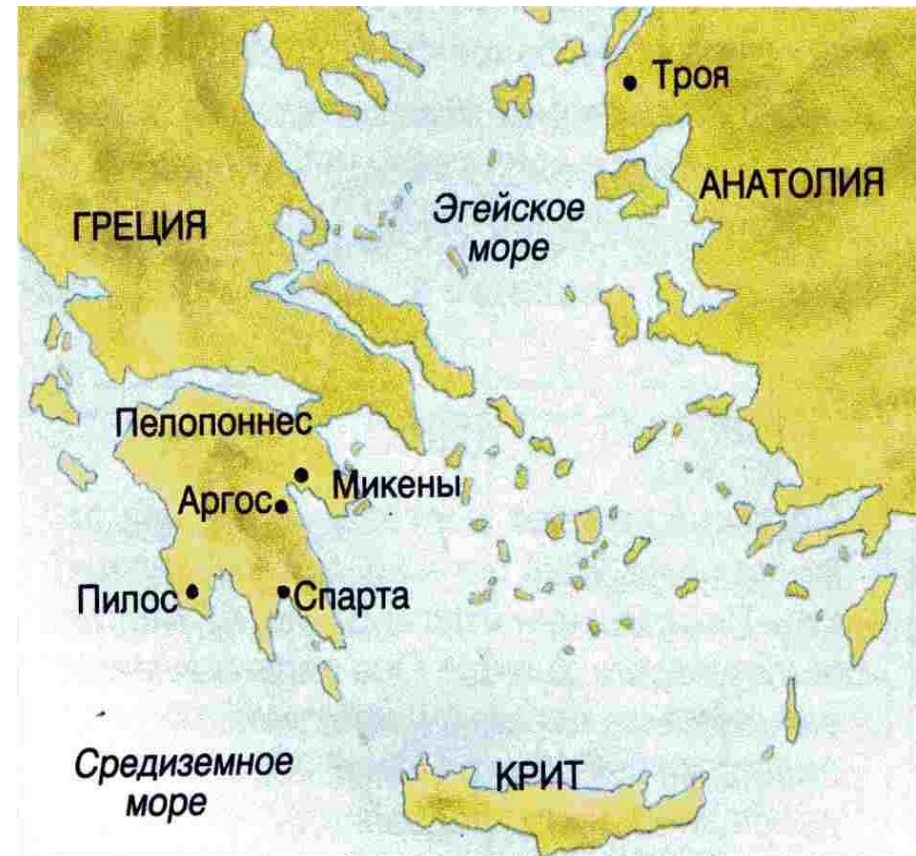 Троя
АНАТОЛИЯ
Эгейское
море
ГРЕЦИЯ
Пелопоннес
Микены
Аргос
Пилос
Спарта
Средиземное
море
КРИТ